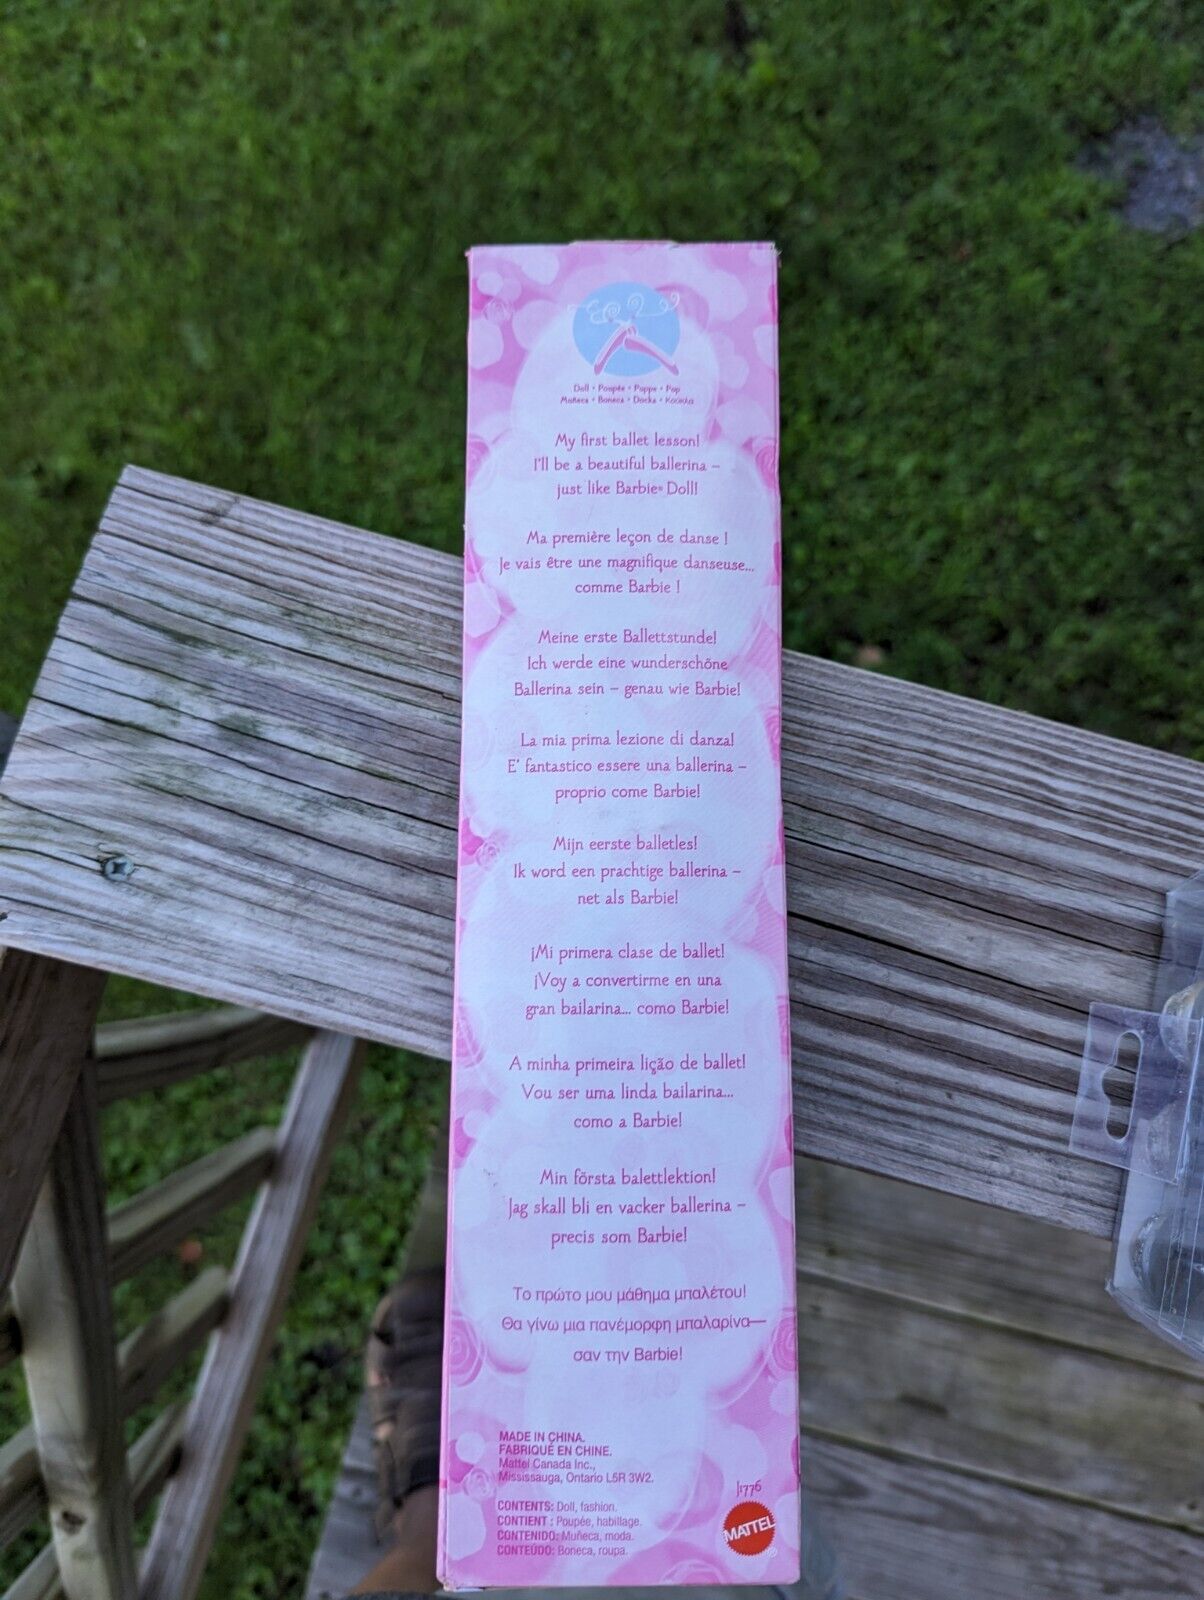 Doll • Poupée • Puppe • Pop
Muñeca • Boneca • Docka • Κούκλα
My first ballet lesson!
I'll be a beautiful ballerina –
just like Barbie® Doll!
Ma première leçon de danse !
Je vais être une magnifique danseuse...
comme Barbie !
Meine erste Ballettstunde!
Ich werde eine wunderschöne
Ballerina sein – genau wie Barbie!
La mia prima lezione di danza!
E' fantastico essere una ballerina –
proprio come Barbie!
Mijn eerste balletles!
Ik word een prachtige ballerina –
net als Barbie!
¡Mi primera clase de ballet!
¡Voy a convertirme en una
gran bailarina... como Barbie!
A minha primeira lição de ballet!
Vou ser uma linda bailarina...
como a Barbie!
Min första balettlektion!
Jag skall bli en vacker ballerina –
precis som Barbie!
Το πρώτο μου μάθημα μπαλέτου!
Θα γίνω μια πανέμορφη μπαλαρίνα—
σαν την Barbie!
MADE IN CHINA.
FABRIQUÉ EN CHINE.
Mattel Canada Inc.,
Mississauga, Ontario L5R 3W2.
CONTENTS: Doll, fashion.
CONTIENT : Poupée, habillage.
CONTENIDO: Muñeca, moda.
CONTEÚDO: Boneca, roupa.
J1776
MATTEL